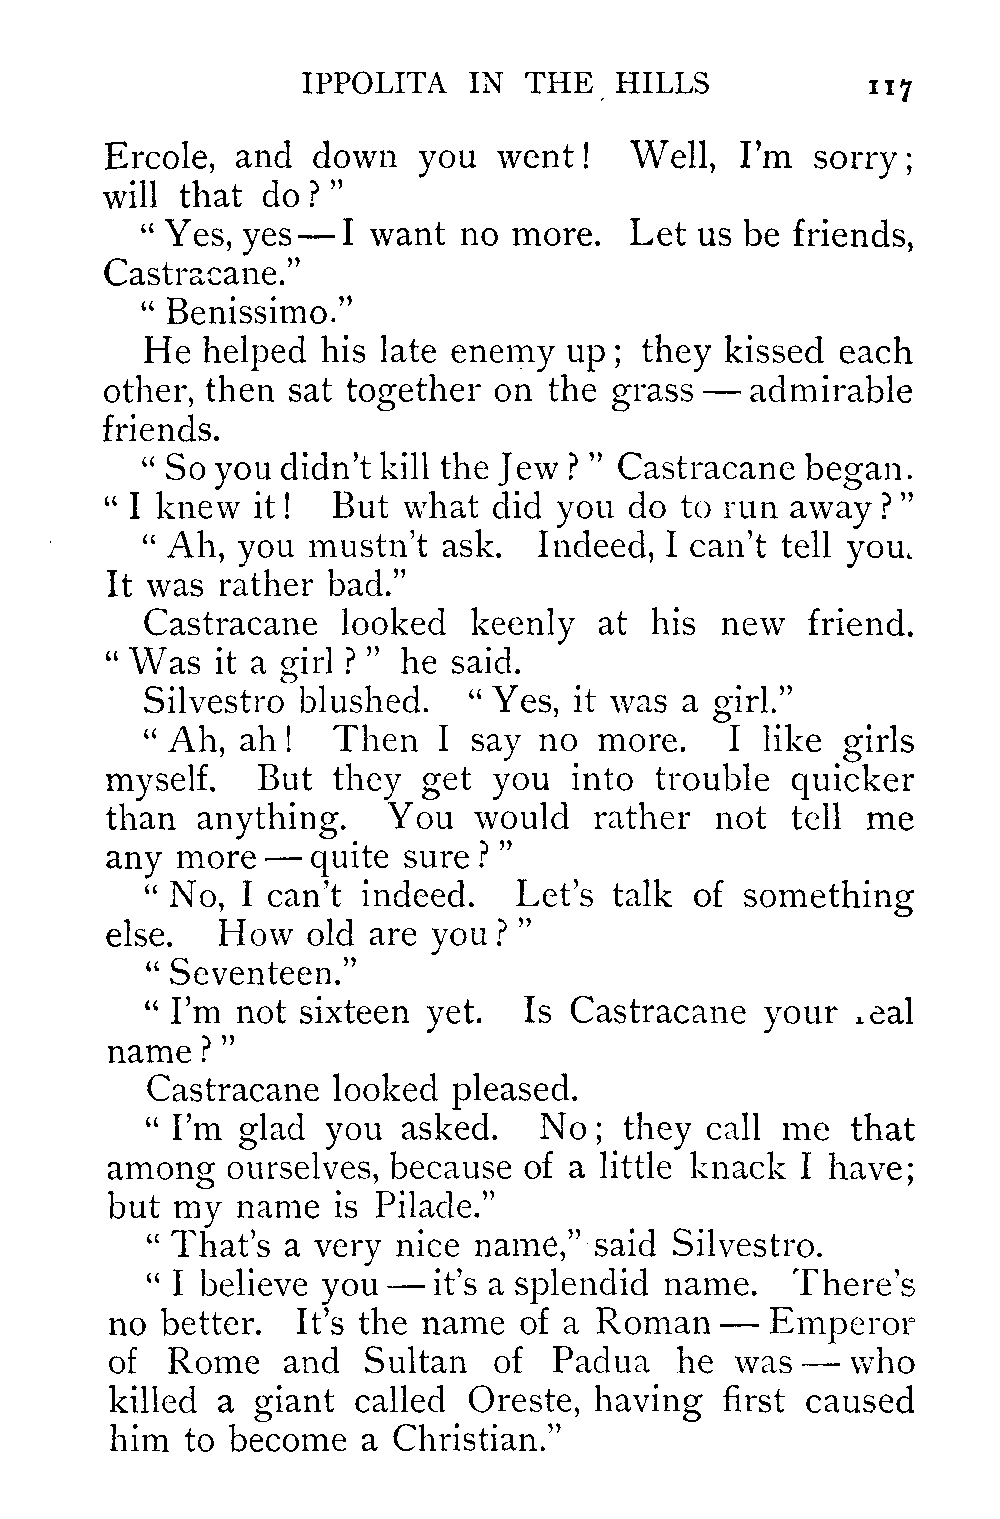 IPPOLITA IN THE HILLS 117
Ercole, and down you went! Well, I'm sorry;
will that do?"
"Yes, yes—I want no more. Let us be friends,
Castracane."
"Benissimo."
He helped his late enemy up; they kissed each
other, then sat together on the grass — admirable
friends.
"So you didn't kill the Jew?" Castracane began.
"I knew it! But what did you do to run away?"
"Ah, you mustn't ask. Indeed, I can't tell you.
It was rather bad."
Castracane looked keenly at his new friend.
"Was it a girl?" he said.
Silvestro blushed. "Yes, it was a girl."
"Ah, ah! Then I say no more. I like girls
myself. But they get you into trouble quicker
than anything. You would rather not tell me
any more — quite sure?"
"No, I can't indeed. Let's talk of something
else. How old are you?"
"Seventeen."
"I'm not sixteen yet. Is Castracane your real
name?"
Castracane looked pleased.
"I'm glad you asked. No; they call me that
among ourselves, because of a little knack I have;
but my name is Pilade."
"That's a very nice name," said Silvestro.
"I believe you — it's a splendid name. There's
no better. It's the name of a Roman — Emperor
of Rome and Sultan of Padua he was — who
killed a giant called Oreste, having first caused
him to become a Christian."